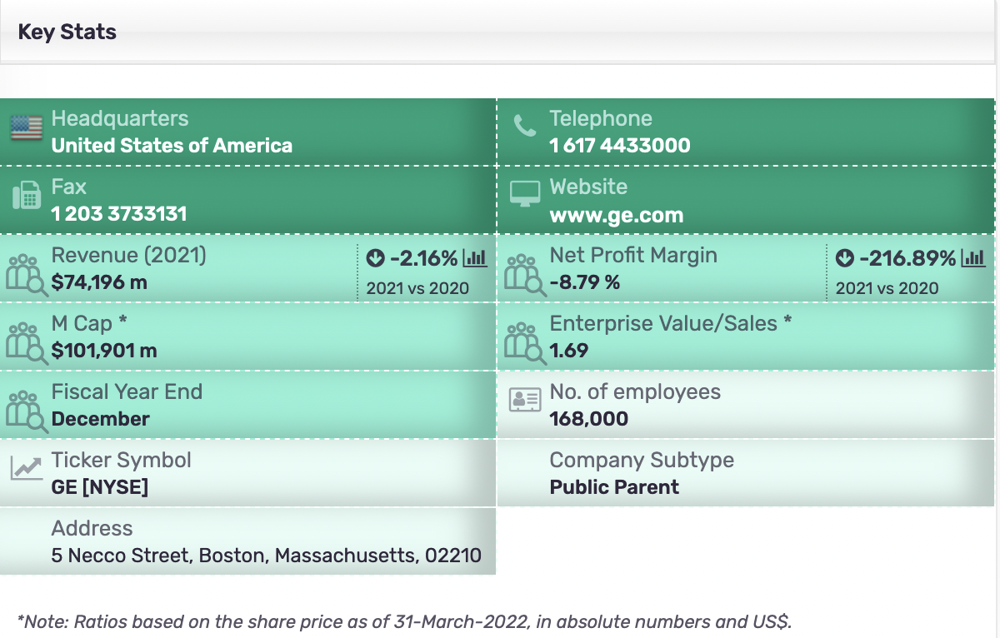 Key Stats
Headquarters
United States of America
Telephone
1 617 4433000
Fax
1 203 3733131
Website
www.ge.com
Revenue (2021)
$74,196 m
-2.16%
2021 vs 2020
Net Profit Margin
-8.79 %
-216.89%
2021 vs 2020
M Cap *
$101,901 m
Enterprise Value/Sales *
1.69
Fiscal Year End
December
No. of employees
168,000
Ticker Symbol
GE [NYSE]
Company Subtype
Public Parent
Address
5 Necco Street, Boston, Massachusetts, 02210
*Note: Ratios based on the share price as of 31-March-2022, in absolute numbers and US$.